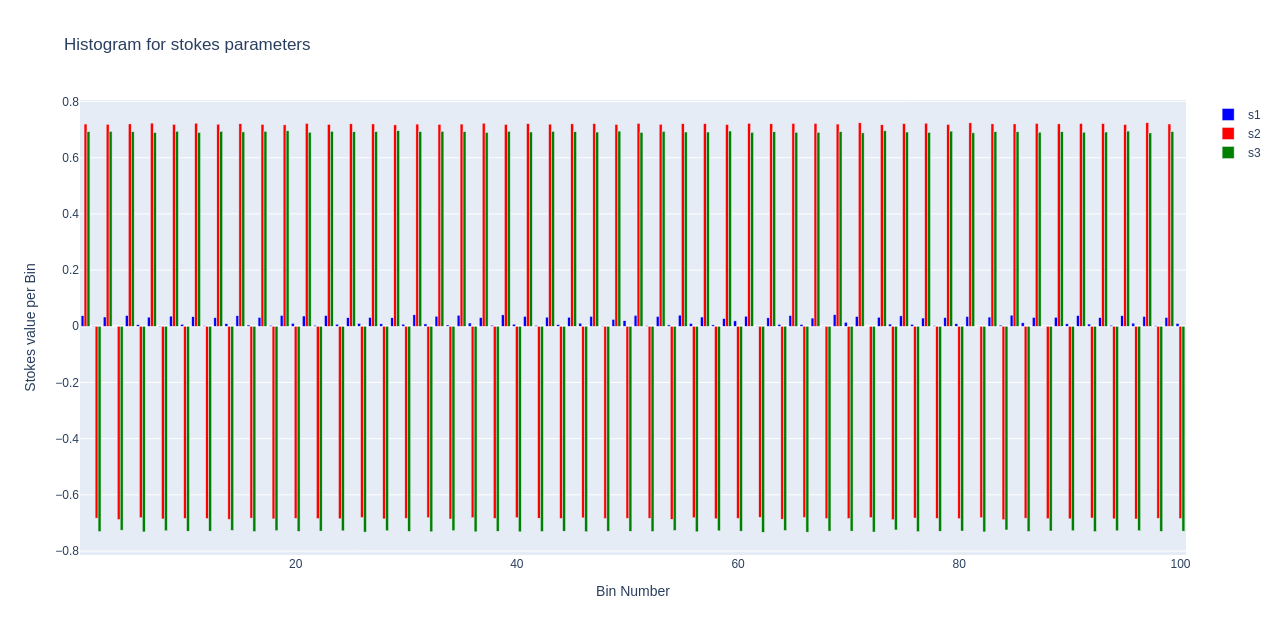 Histogram for stokes parameters
s1
s2
s3
Stokes value per Bin
0.8
0.6
0.4
0.2
0
−0.2
−0.4
−0.6
−0.8
20
40
60
80
100
Bin Number